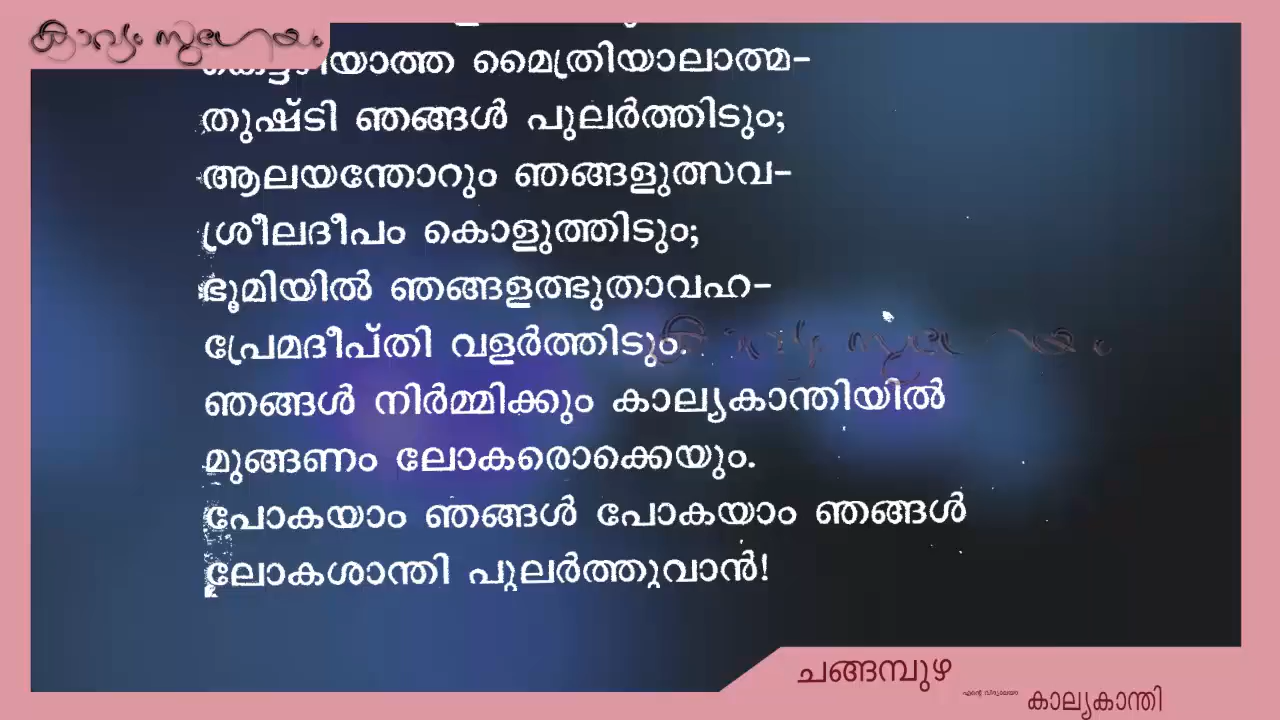 കാവ്യം സുഗേയം
മൈത്രിയാലാത്മ-
തുഷ്ടി ഞങ്ങൾ പുലർത്തിടും;
ആലയന്തോറും ഞങ്ങളുത്സവ-
ശ്രീലദീപം കൊളുത്തിടും;
ഭൂമിയിൽ ഞങ്ങളത്ഭുതാവഹ-
പ്രേമദീപ്തി വളർത്തിടും.
ഞങ്ങൾ നിർമ്മിക്കും കാല്യകാന്തിയിൽ
മുങ്ങണം ലോകരൊക്കെയും.
പോകയാം ഞങ്ങൾ പോകയാം ഞങ്ങൾ
ലോകശാന്തി പുലർത്തുവാൻ!
ചങ്ങമ്പുഴ
കാല്യകാന്തി